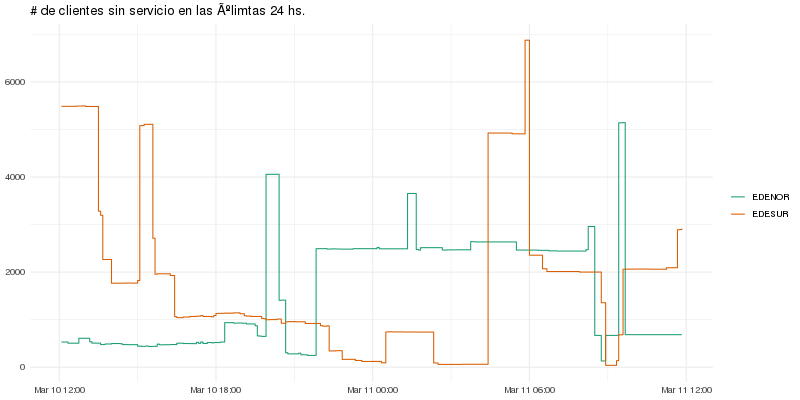 # de clientes sin servicio en las Ãºlimtas 24 hs.
6000
4000
2000
0
Mar 10 12:00
Mar 10 18:00
Mar 11 00:00
Mar 11 06:00
Mar 11 12:00
EDENOR
EDESUR